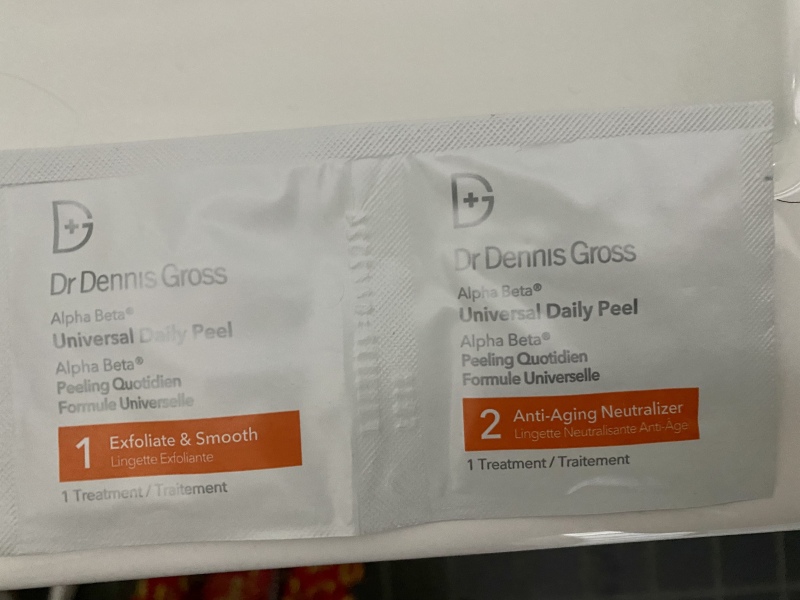 Dr Dennis Gross
Alpha Beta®
Universal Daily Peel
Alpha Beta®
Peeling Quotidien
Formule Universelle
1 Exfoliate & Smooth
Lingette Exfoliante
1 Treatment / Traitement
Dr Dennis Gross
Alpha Beta®
Universal Daily Peel
Alpha Beta®
Peeling Quotidien
Formule Universelle
2 Anti-Aging Neutralizer
Lingette Neutralisante Anti-Âge
1 Treatment / Traitement